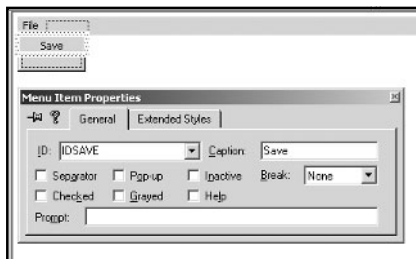 File
Save
Menu Item Properties
General Extended Styles
ID: IDSAVE Caption: Save
Separator Pop-up Inactive Break: None
Checked Grayed Help
Prompt: